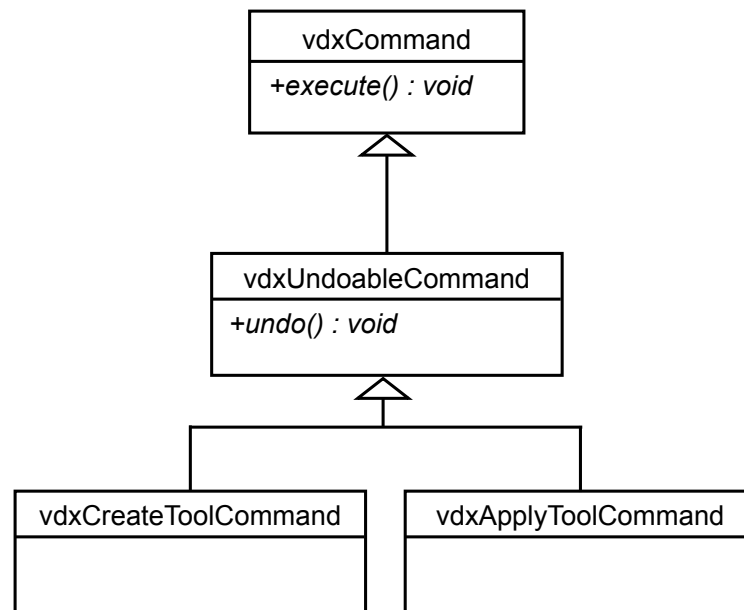 vdxCommand
+execute() : void
vdxUndoableCommand
+undo() : void
vdxCreateToolCommand
vdxApplyToolCommand